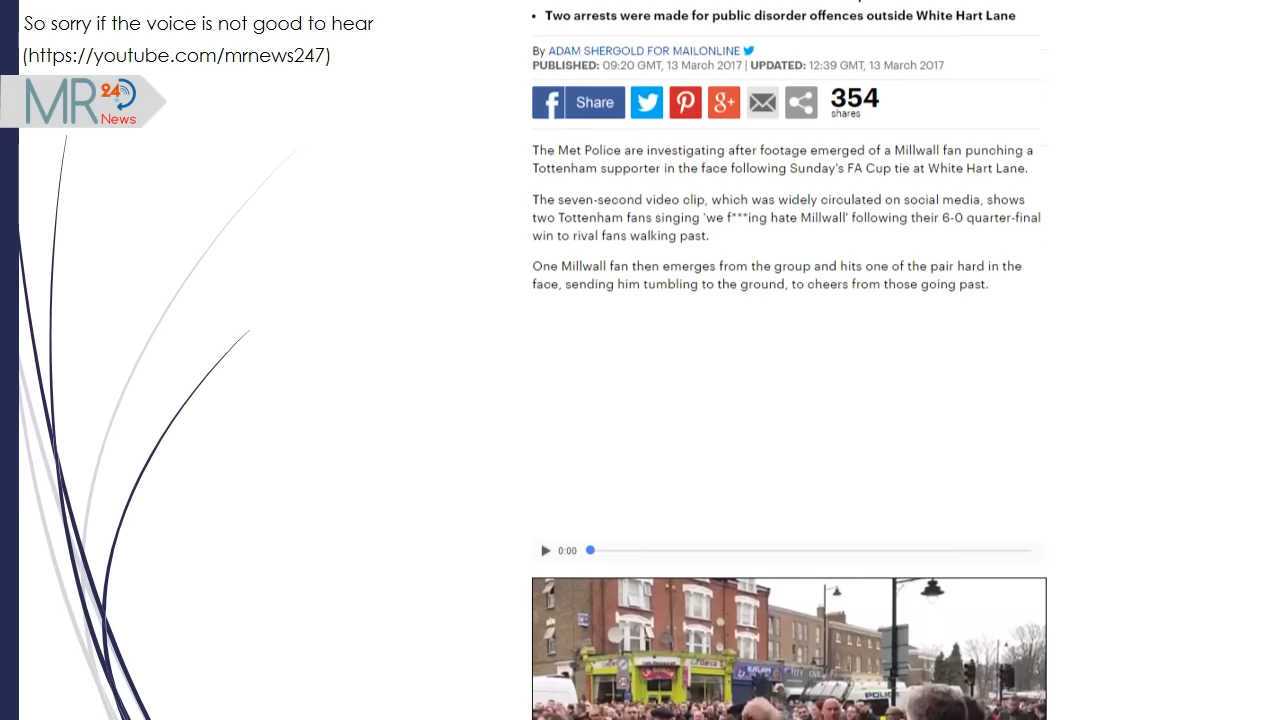 So sorry if the voice is not good to hear
(https://youtube.com/mrnews247)
MR 24
News
• Two arrests were made for public disorder offences outside White Hart Lane
By ADAM SHERGOLD FOR MAILONLINE
PUBLISHED: 09:20 GMT, 13 March 2017 | UPDATED: 12:39 GMT, 13 March 2017
f Share
g+
354
shares
The Met Police are investigating after footage emerged of a Millwall fan punching a
Tottenham supporter in the face following Sunday's FA Cup tie at White Hart Lane.
The seven-second video clip, which was widely circulated on social media, shows
two Tottenham fans singing 'we f***ing hate Millwall' following their 6-0 quarter-final
win to rival fans walking past.
One Millwall fan then emerges from the group and hits one of the pair hard in the
face, sending him tumbling to the ground, to cheers from those going past.
0:00
POLICE